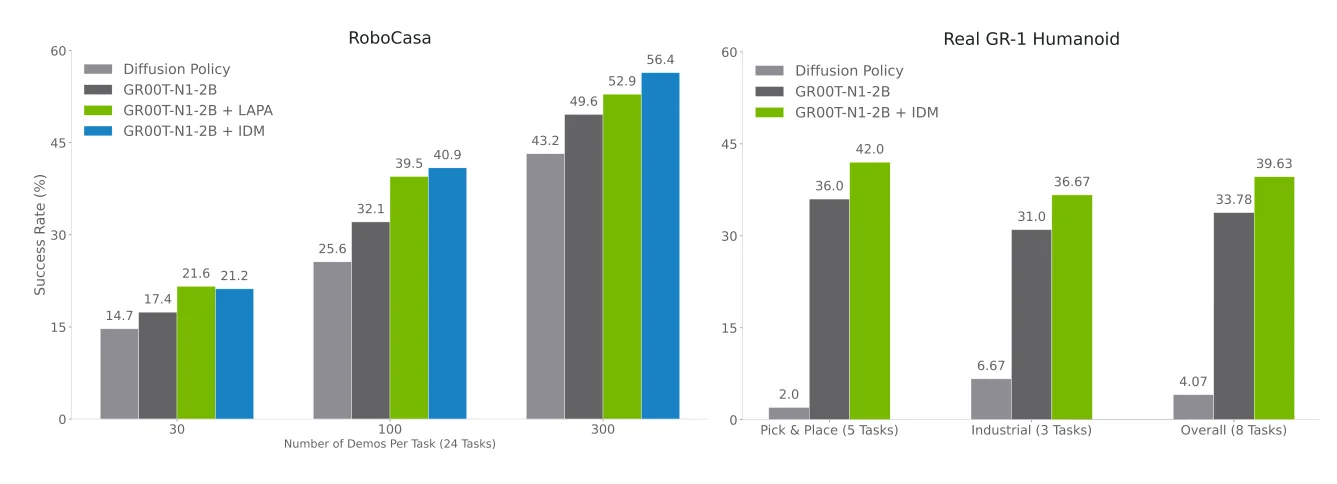 RoboCasa
Success Rate (%)
60
45
30
15
0
Diffusion Policy
GR00T-N1-2B
GR00T-N1-2B + LAPA
GR00T-N1-2B + IDM
14.7
17.4
21.6
21.2
25.6
32.1
39.5
40.9
43.2
49.6
52.9
56.4
30
100
300
Number of Demos Per Task (24 Tasks)
Real GR-1 Humanoid
60
45
30
15
0
Diffusion Policy
GR00T-N1-2B
GR00T-N1-2B + IDM
2.0
36.0
42.0
6.67
31.0
36.67
4.07
33.78
39.63
Pick & Place (5 Tasks)
Industrial (3 Tasks)
Overall (8 Tasks)